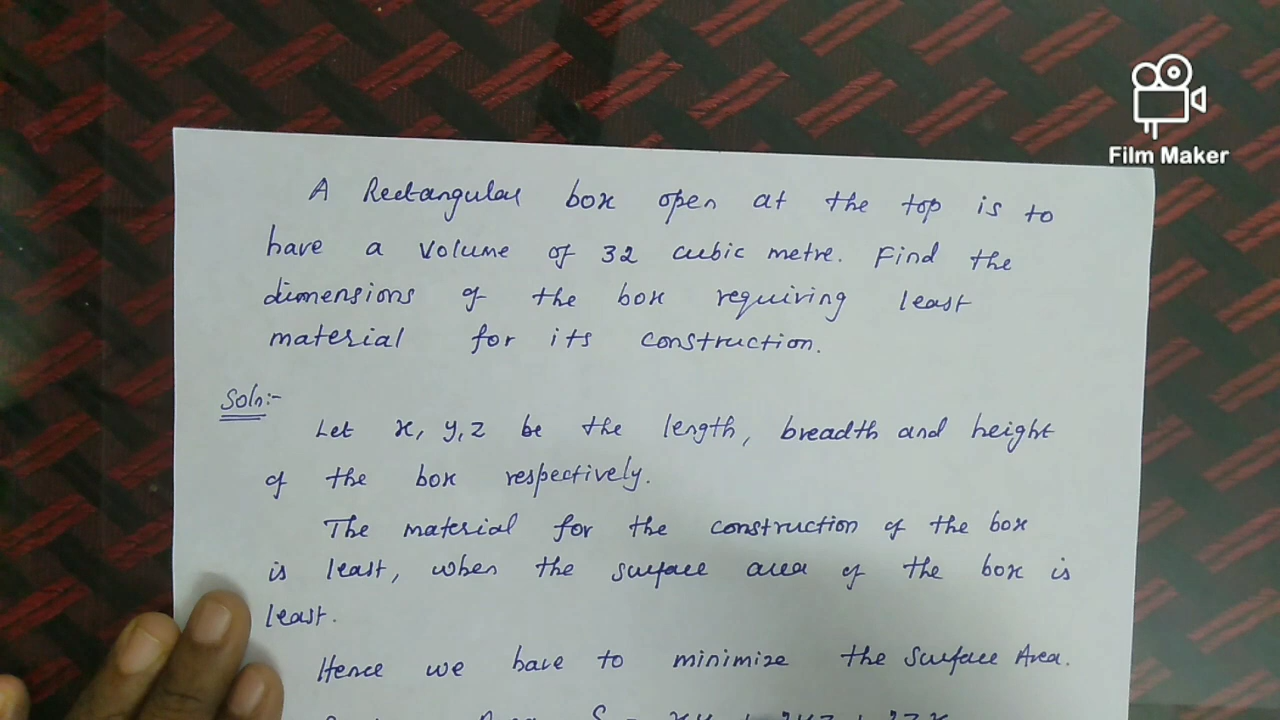 Film Maker
A Rectangular box open at the top is to
have a volume of 32 cubic metre. Find the
dimensions of the box requiring least
material for its construction.
Soln:-
Let x, y, z be the length, breadth and height
of the box respectively.
The material for the construction of the box
is least, when the surface area of the box is
least.
Hence we have to minimize the Surface Area.